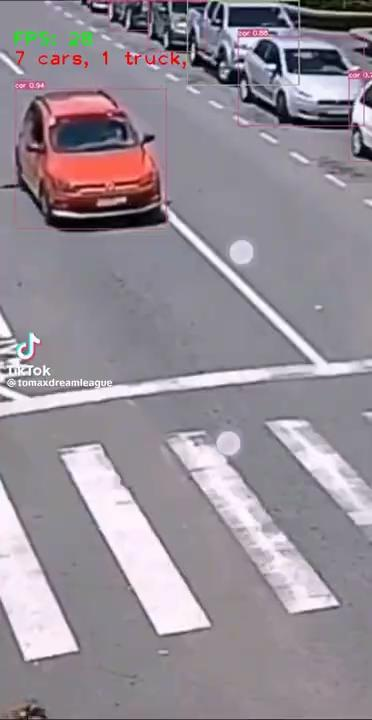 FPS: 28
7 cars, 1 truck,
car 0.88
car 0.94
TikTok
@tomaxdreamleague